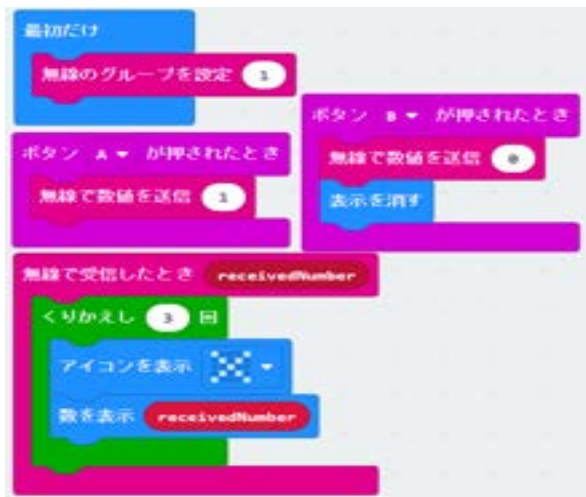 最初だけ
無線のグループを設定 1
ボタン A が押されたとき
無線で数値を送信 1
ボタン B が押されたとき
無線で数値を送信 0
表示を消す
無線で受信したとき receivedNumber
くりかえし 3
アイコンを表示
数を表示 receivedNumber